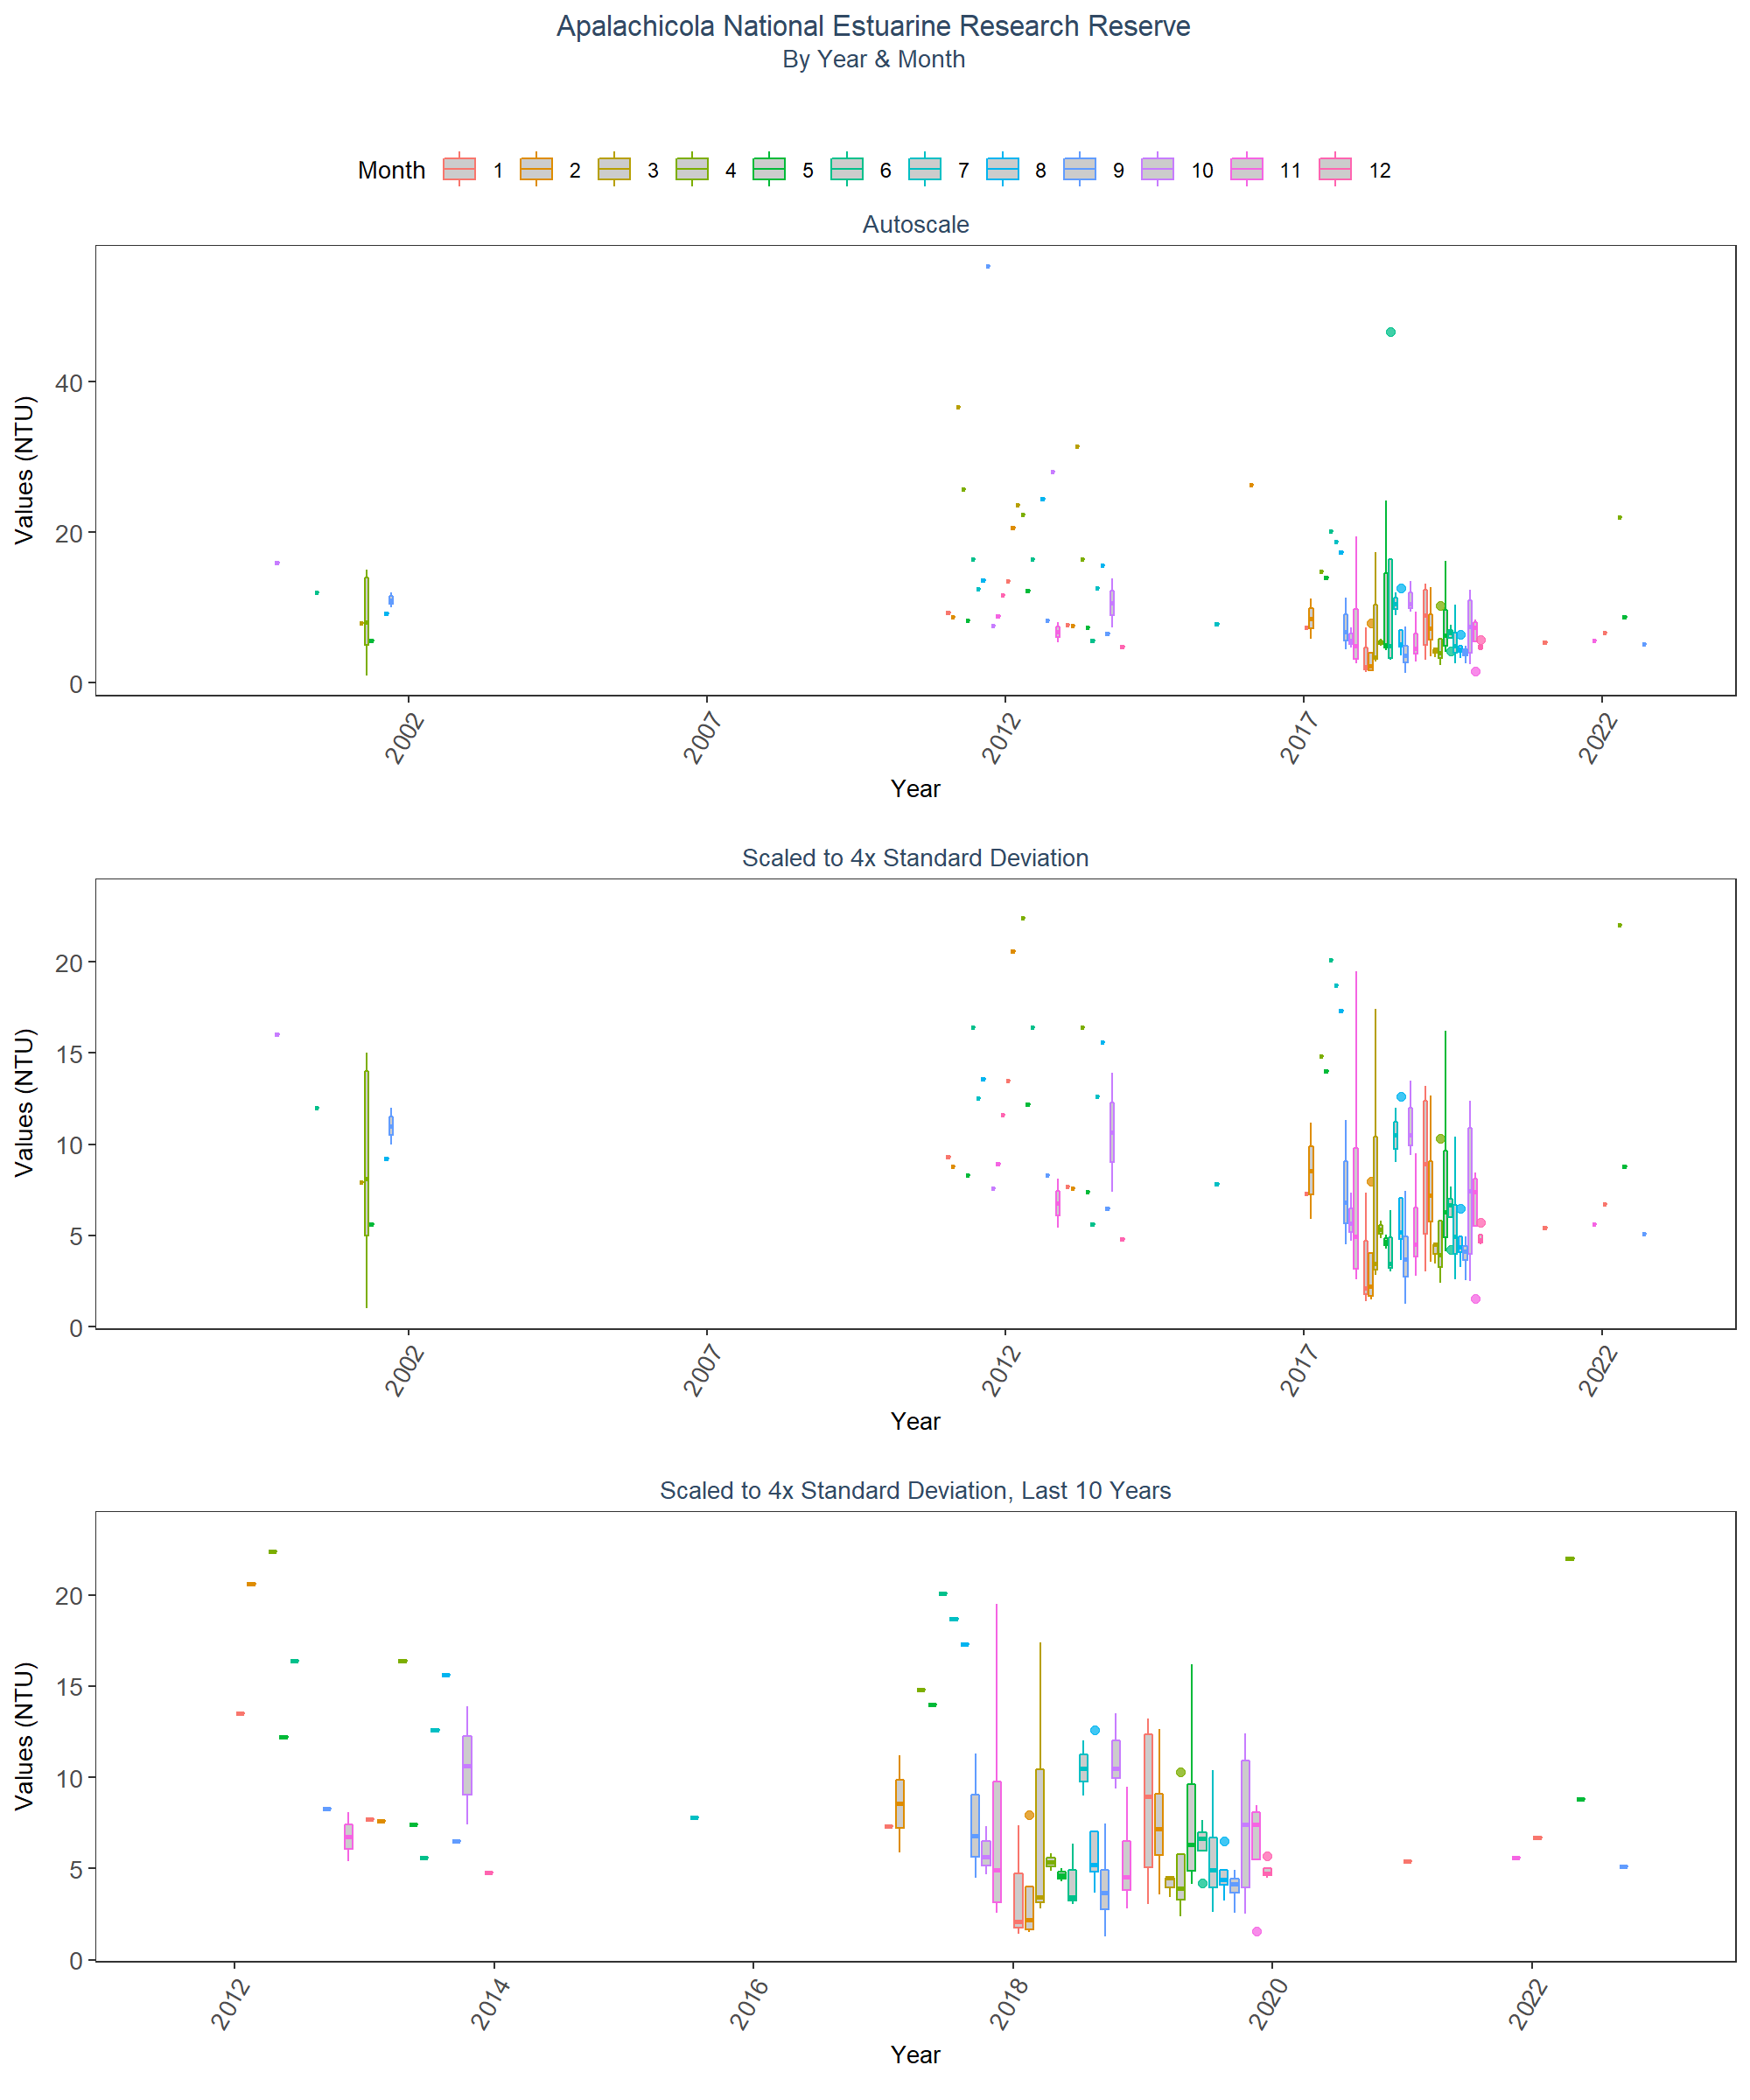 Apalachicola National Estuarine Research Reserve
By Year & Month
Month 1 2 3 4 5 6 7 8 9 10 11 12
Autoscale
Values (NTU)
40
20
0
2002 2007 2012 2017 2022
Year
Scaled to 4x Standard Deviation
Values (NTU)
20
15
10
5
0
2002 2007 2012 2017 2022
Year
Scaled to 4x Standard Deviation, Last 10 Years
Values (NTU)
20
15
10
5
0
2012 2014 2016 2018 2020 2022
Year